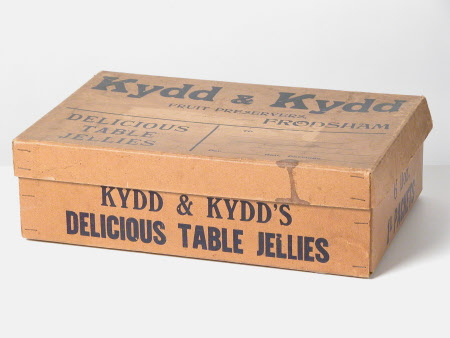 Kydd & Kydd
FRUIT PRESERVERS
FRODSHAM
DELICIOUS
TABLE
JELLIES
KYDD & KYDD'S
DELICIOUS TABLE JELLIES
PACKETS